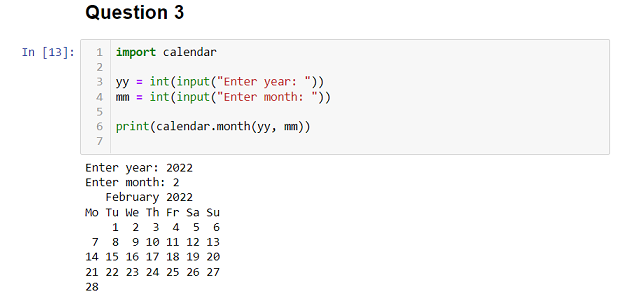 Question 3
In [13]:
1 import calendar
2
3 yy = int(input("Enter year: "))
4 mm = int(input("Enter month: "))
5
6 print(calendar.month(yy, mm))
7
Enter year: 2022
Enter month: 2
   February 2022
Mo Tu We Th Fr Sa Su
    1  2  3  4  5  6
 7  8  9 10 11 12 13
14 15 16 17 18 19 20
21 22 23 24 25 26 27
28